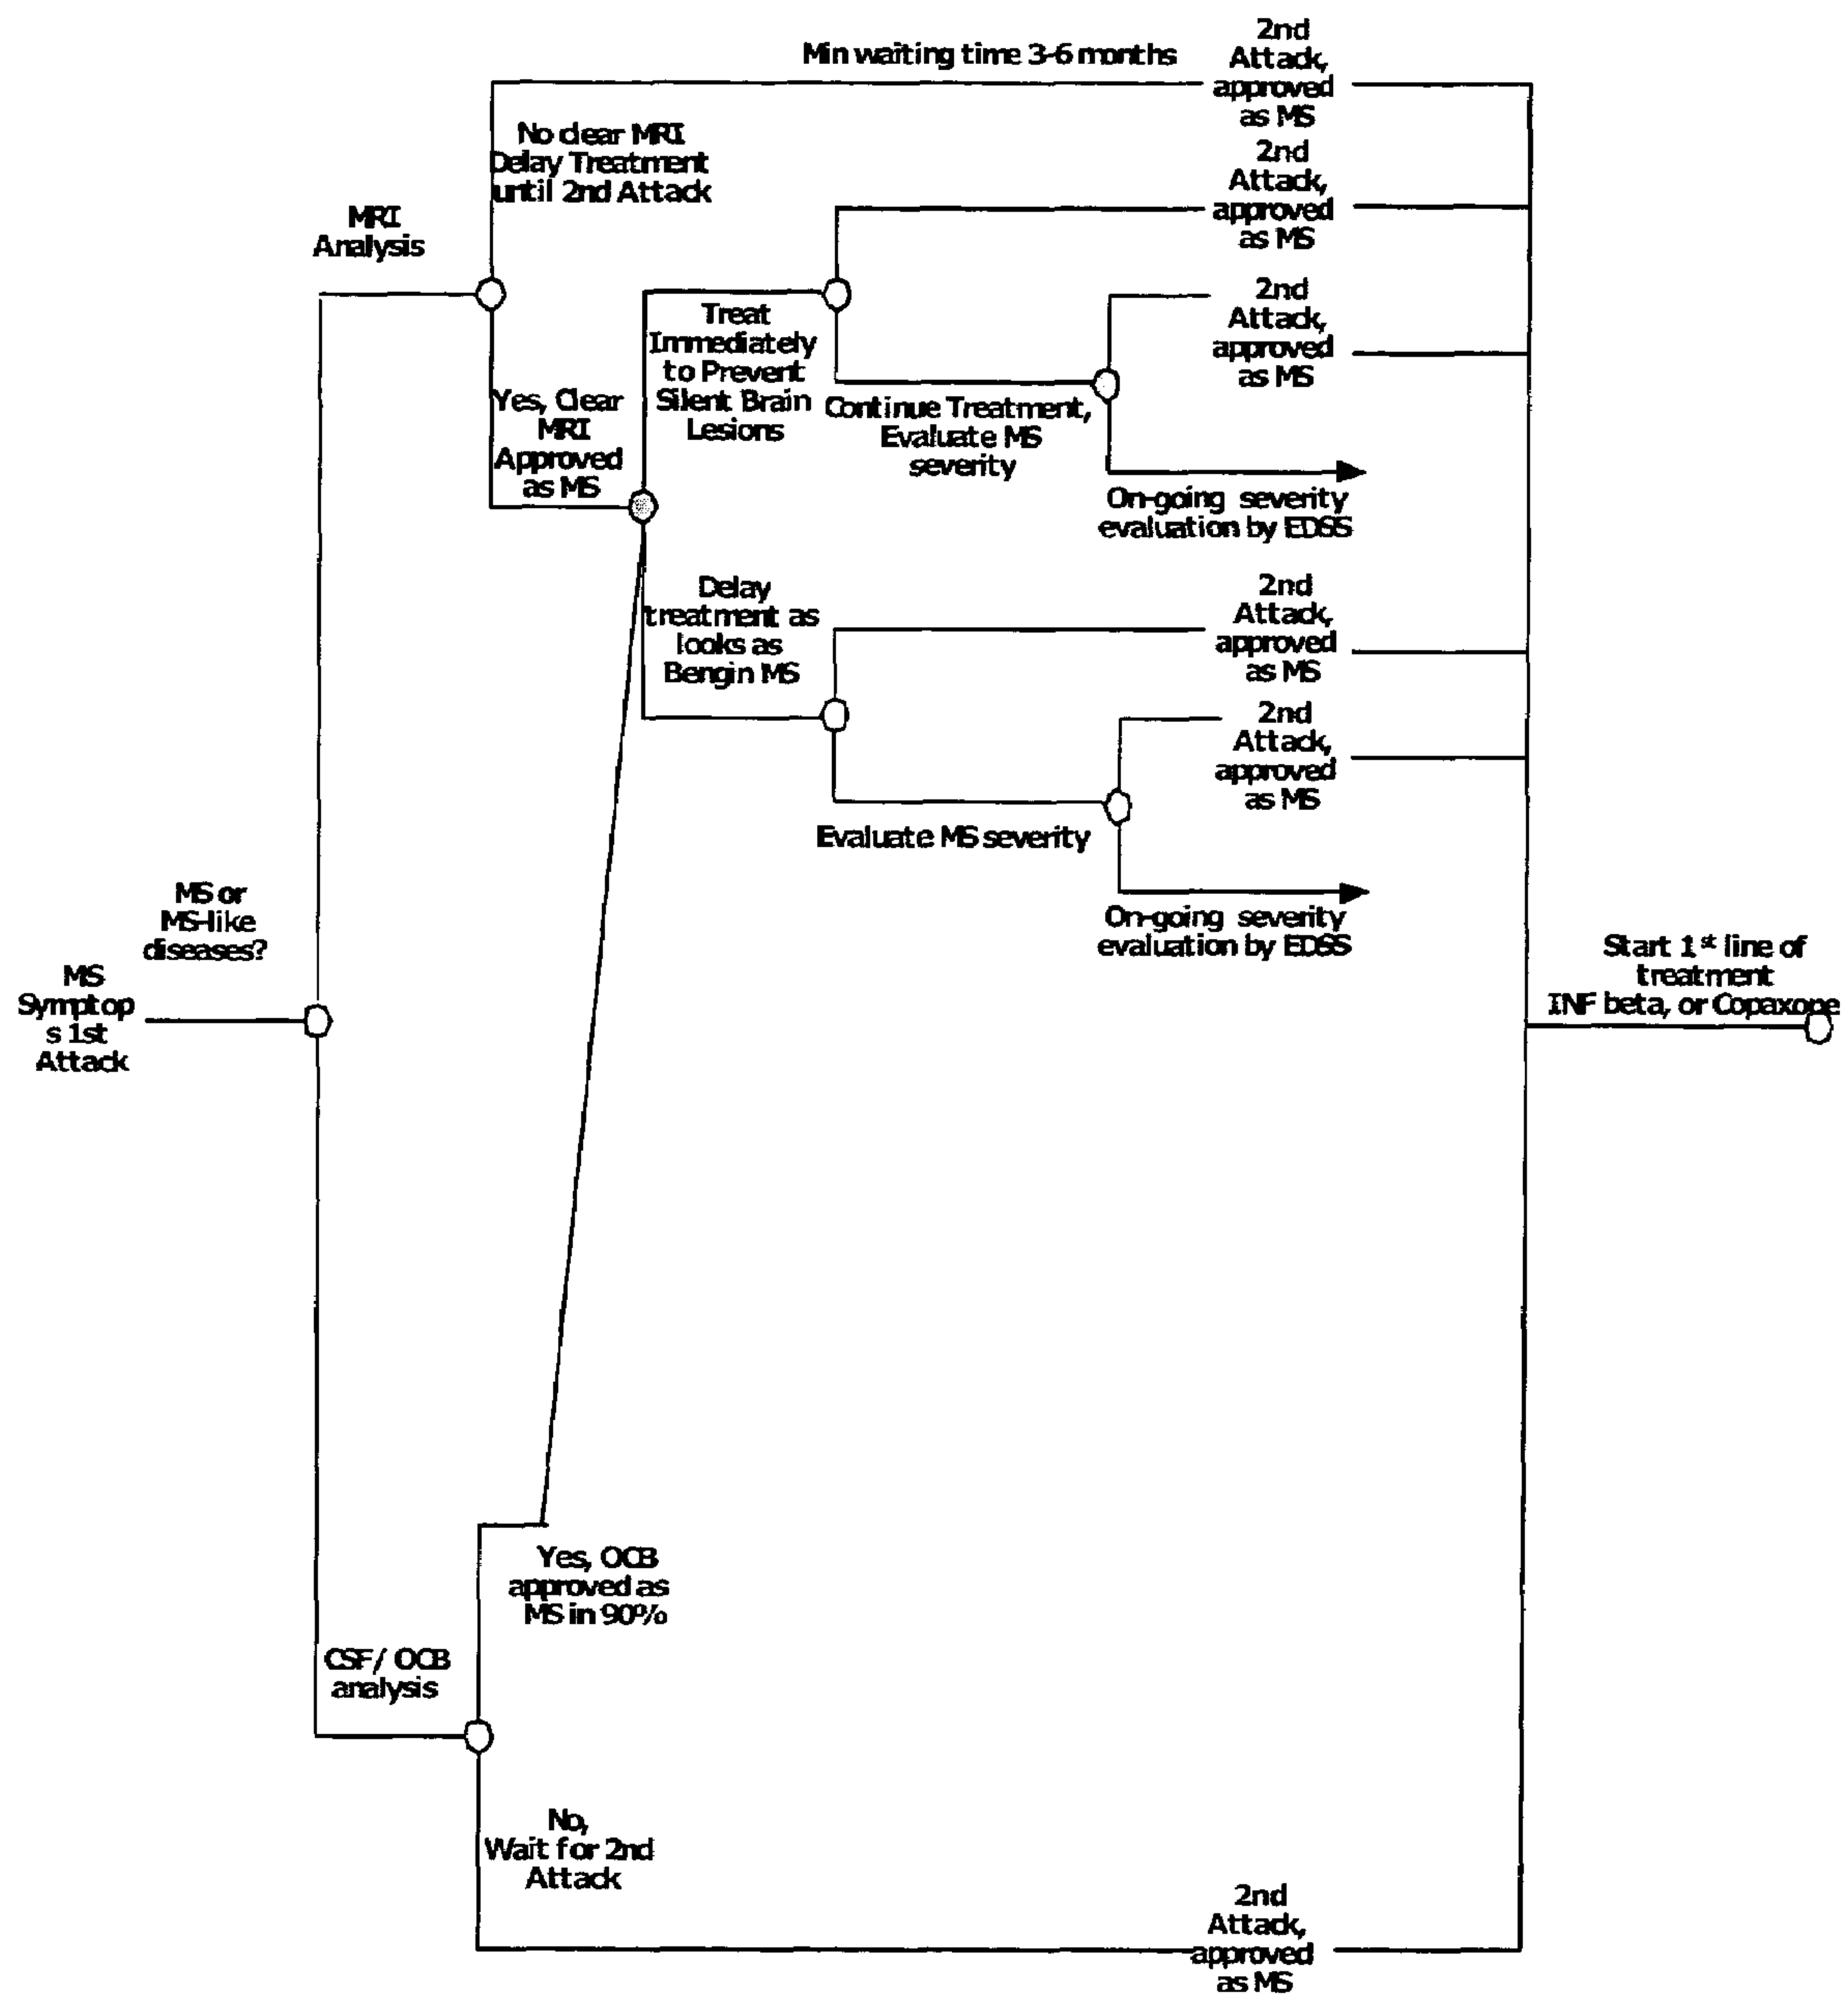 Min waiting time 3-6 months
2nd
Attack,
approved
as MS
No clear MRI
Delay Treatment
until 2nd Attack
2nd
Attack,
approved
as MS
MRI
Analysis
2nd
Attack,
approved
as MS
Treat
Immediately
to Prevent
Silent Brain
Lesions
Yes, Clear
MRI
Approved
as MS
Continue Treatment,
Evaluate MS
severity
On-going severity
evaluation by EDSS
Delay
treatment as
looks as
Bengin MS
2nd
Attack,
approved
as MS
2nd
Attack,
approved
as MS
Evaluate MS severity
On-going severity
evaluation by EDSS
MS or
MS-like
diseases?
MS
Symptop
s 1st
Attack
Start 1st line of
treatment
INF beta, or Copaxope
Yes, OCB
approved as
MS in 90%
CSF/ OCB
analysis
No,
Wait for 2nd
Attack
2nd
Attack,
approved
as MS